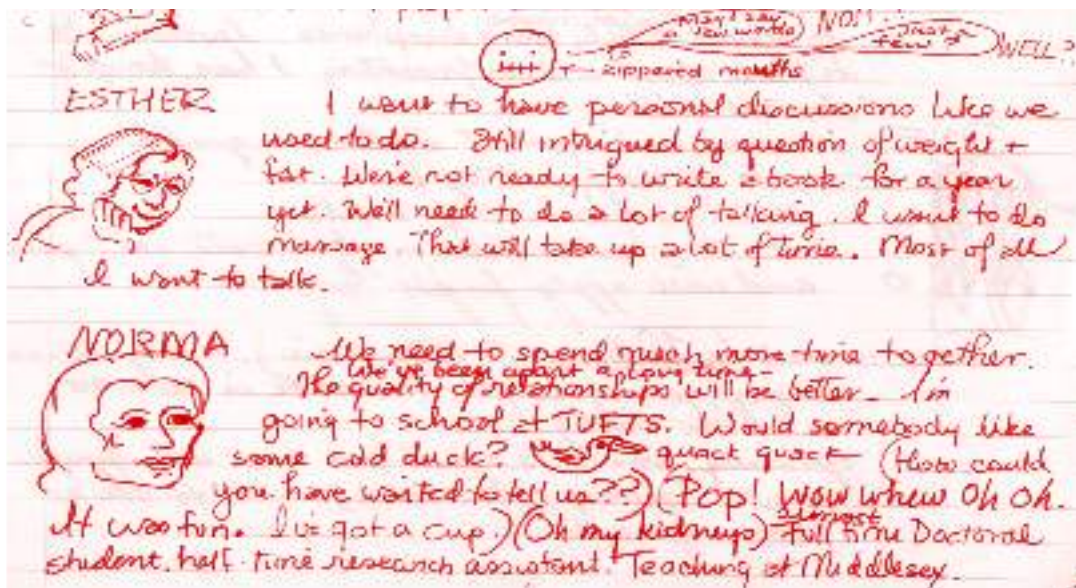 May I say
a few words
NOW?
Just a
few?
WELL?
zippered mouths
ESTHER
I want to have personal discussions like we
used to do. Still intrigued by question of weight +
fat. We're not ready to write a book for a year
yet. We'll need to do a lot of talking. I want to do
massage. That will take up a lot of time. Most of all
I want to talk.
NORMA
We need to spend much more time together.
We've been apart a long time-
The quality of relationships will be better. I'm
going to school at TUFTS. Would somebody like
some cold duck? quack quack (How could
you have waited to tell us??) (Pop! Wow whew Oh Oh.
It was fun. I've got a cup.) (Oh my kidneys) Full time Doctoral
student, half-time research assistant. Teaching at Middlesex.